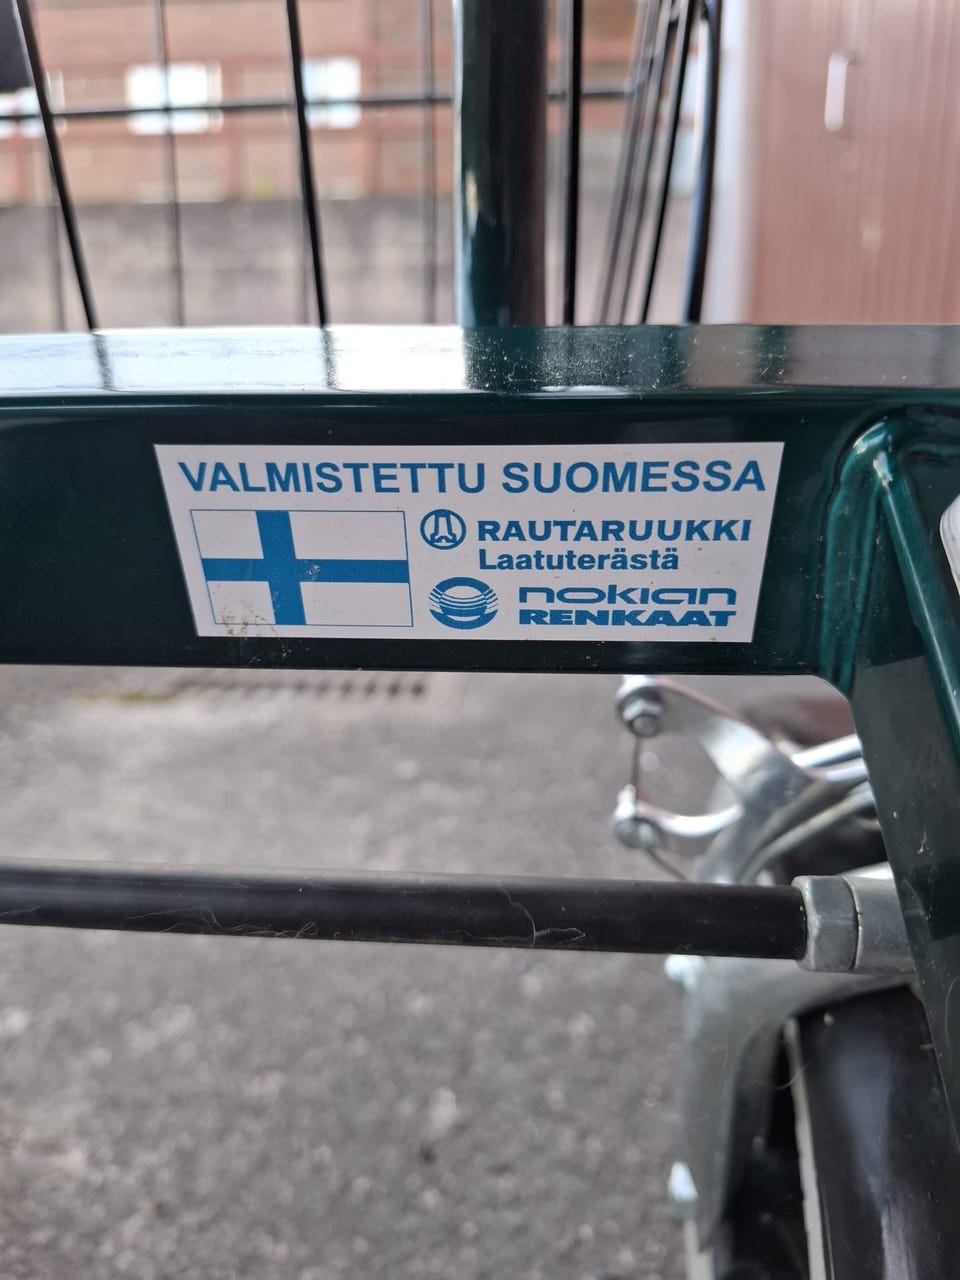 VALMISTETTU SUOMESSA
RAUTARUUKKI
Laatuterästä
nokian
RENKAAT